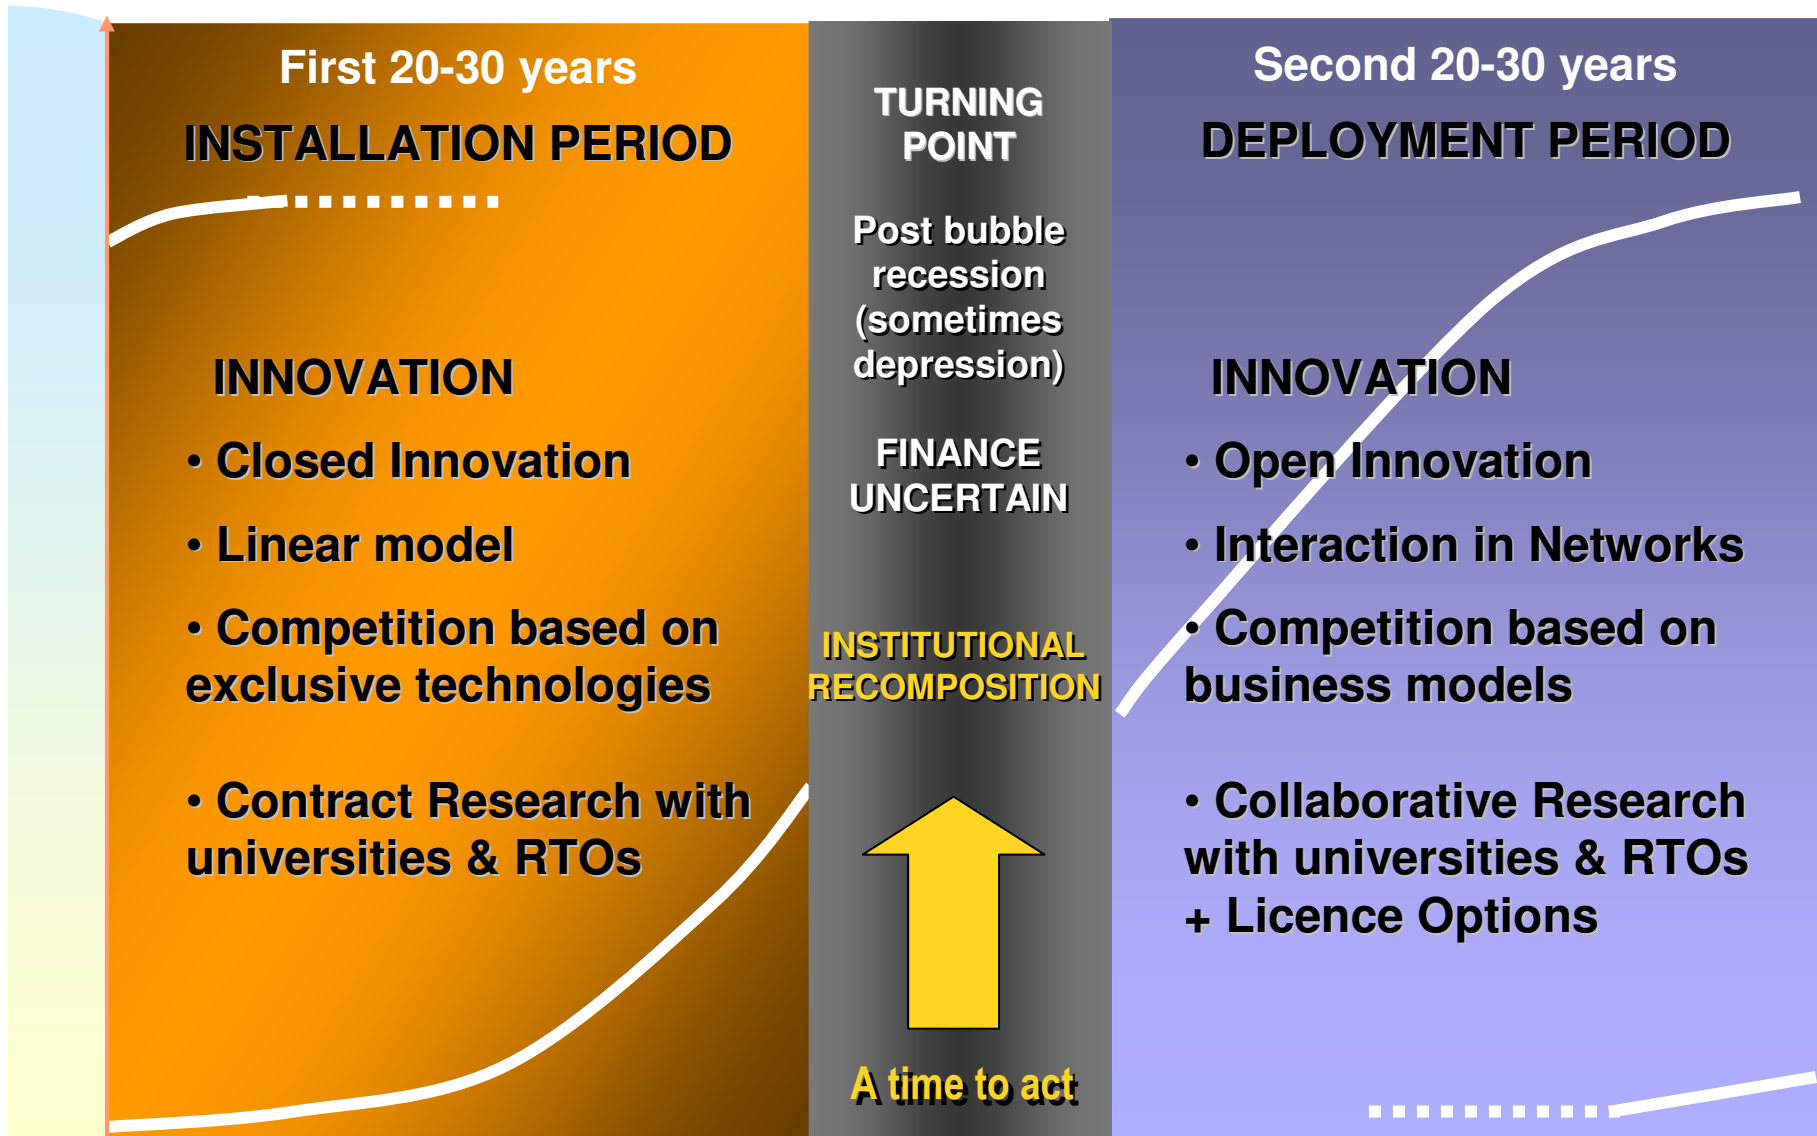 First 20-30 years
INSTALLATION PERIOD
INNOVATION
• Closed Innovation
• Linear model
• Competition based on
exclusive technologies
• Contract Research with
universities & RTOs
TURNING
POINT
Post bubble
recession
(sometimes
depression)
FINANCE
UNCERTAIN
INSTITUTIONAL
RECOMPOSITION
A time to act
Second 20-30 years
DEPLOYMENT PERIOD
INNOVATION
• Open Innovation
• Interaction in Networks
• Competition based on
business models
• Collaborative Research
with universities & RTOs
+ Licence Options